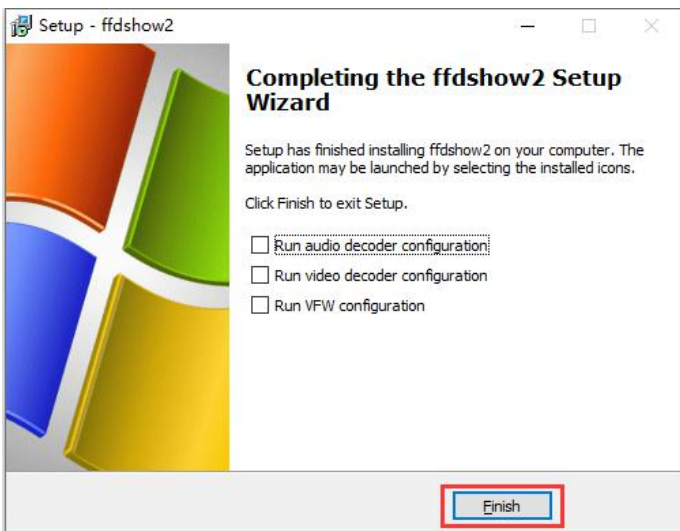 Setup - ffdshow2
Completing the ffdshow2 Setup
Wizard
Setup has finished installing ffdshow2 on your computer. The
application may be launched by selecting the installed icons.
Click Finish to exit Setup.
Run audio decoder configuration
Run video decoder configuration
Run VFW configuration
Finish